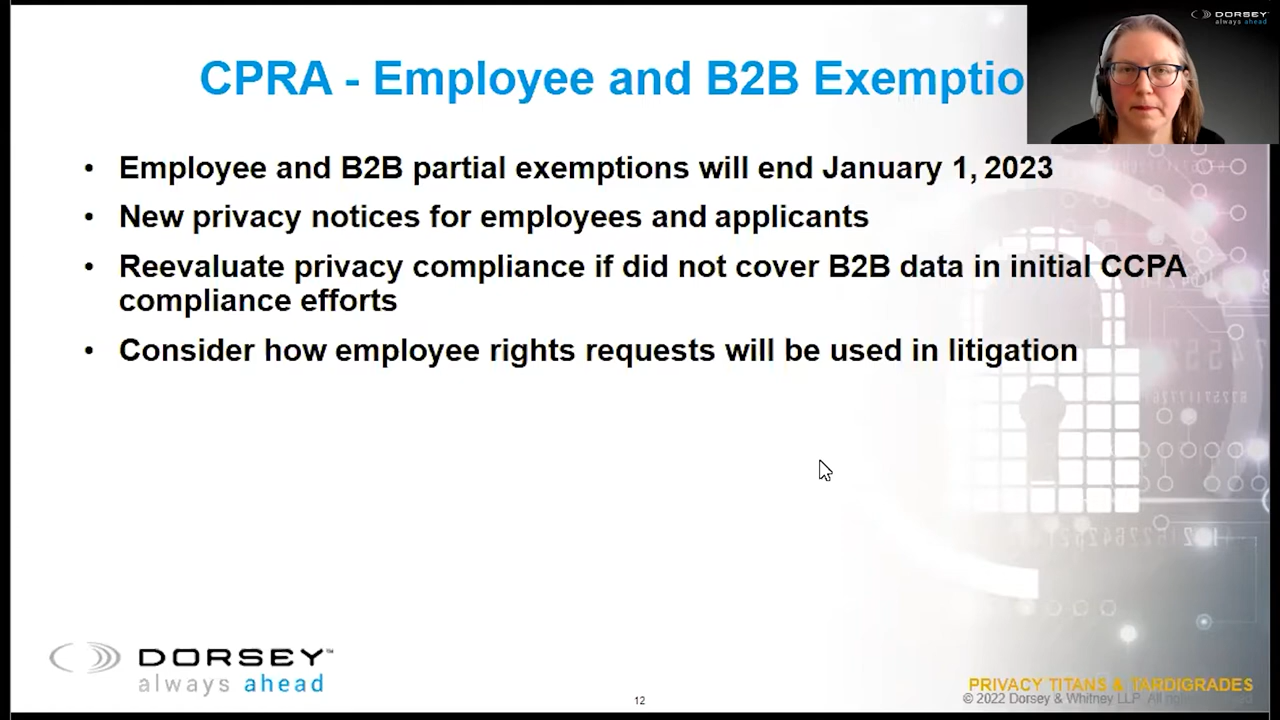 DORSEY
always ahead
CPRA - Employee and B2B Exemptio
• Employee and B2B partial exemptions will end January 1, 2023
• New privacy notices for employees and applicants
• Reevaluate privacy compliance if did not cover B2B data in initial CCPA
compliance efforts
• Consider how employee rights requests will be used in litigation
DORSEY™
always ahead
12
PRIVACY TITANS & TARDIGRADES
© 2022 Dorsey & Whitney LLP. All